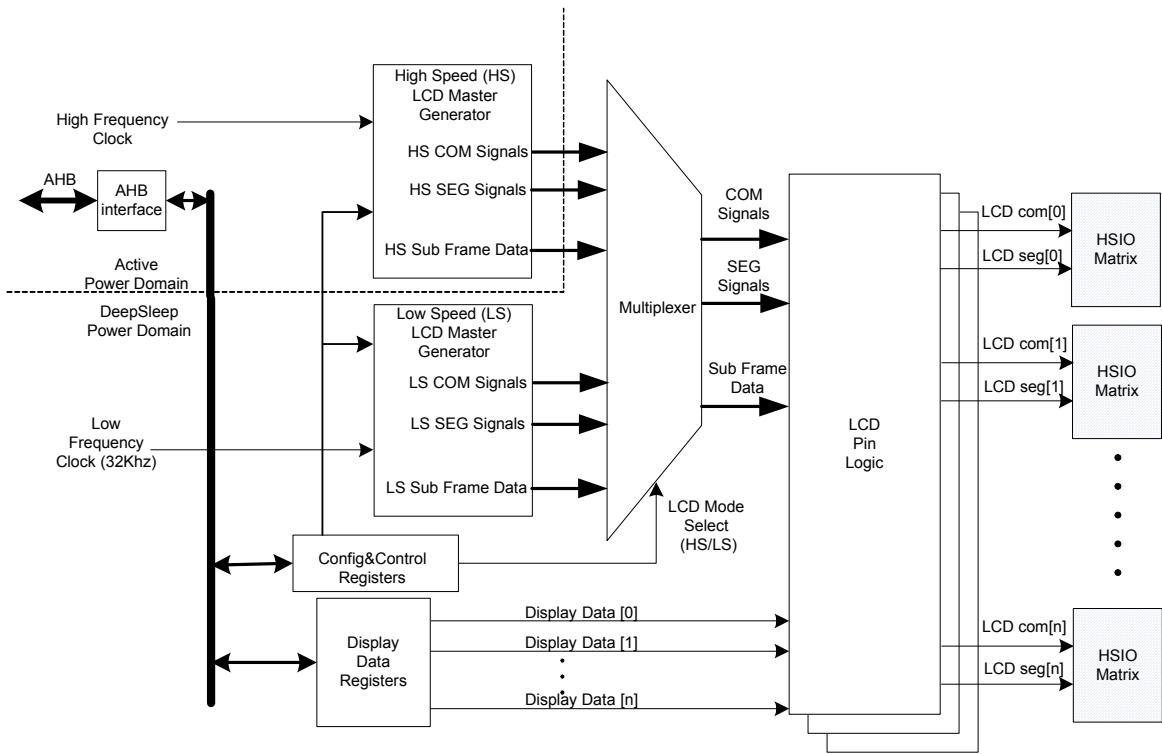 High Speed (HS)
LCD Master
Generator
High Frequency
Clock
HS COM Signals
HS SEG Signals
HS Sub Frame Data
AHB
AHB
interface
Active
Power Domain
DeepSleep
Power Domain
Low Speed (LS)
LCD Master
Generator
LS COM Signals
LS SEG Signals
LS Sub Frame Data
Low
Frequency
Clock (32Khz)
Multiplexer
COM
Signals
SEG
Signals
Sub Frame
Data
LCD Mode
Select
(HS/LS)
Config&Control
Registers
Display
Data
Registers
Display Data [0]
Display Data [1]
Display Data [n]
LCD
Pin
Logic
LCD com[0]
LCD seg[0]
HSIO
Matrix
LCD com[1]
LCD seg[1]
HSIO
Matrix
LCD com[n]
LCD seg[n]
HSIO
Matrix